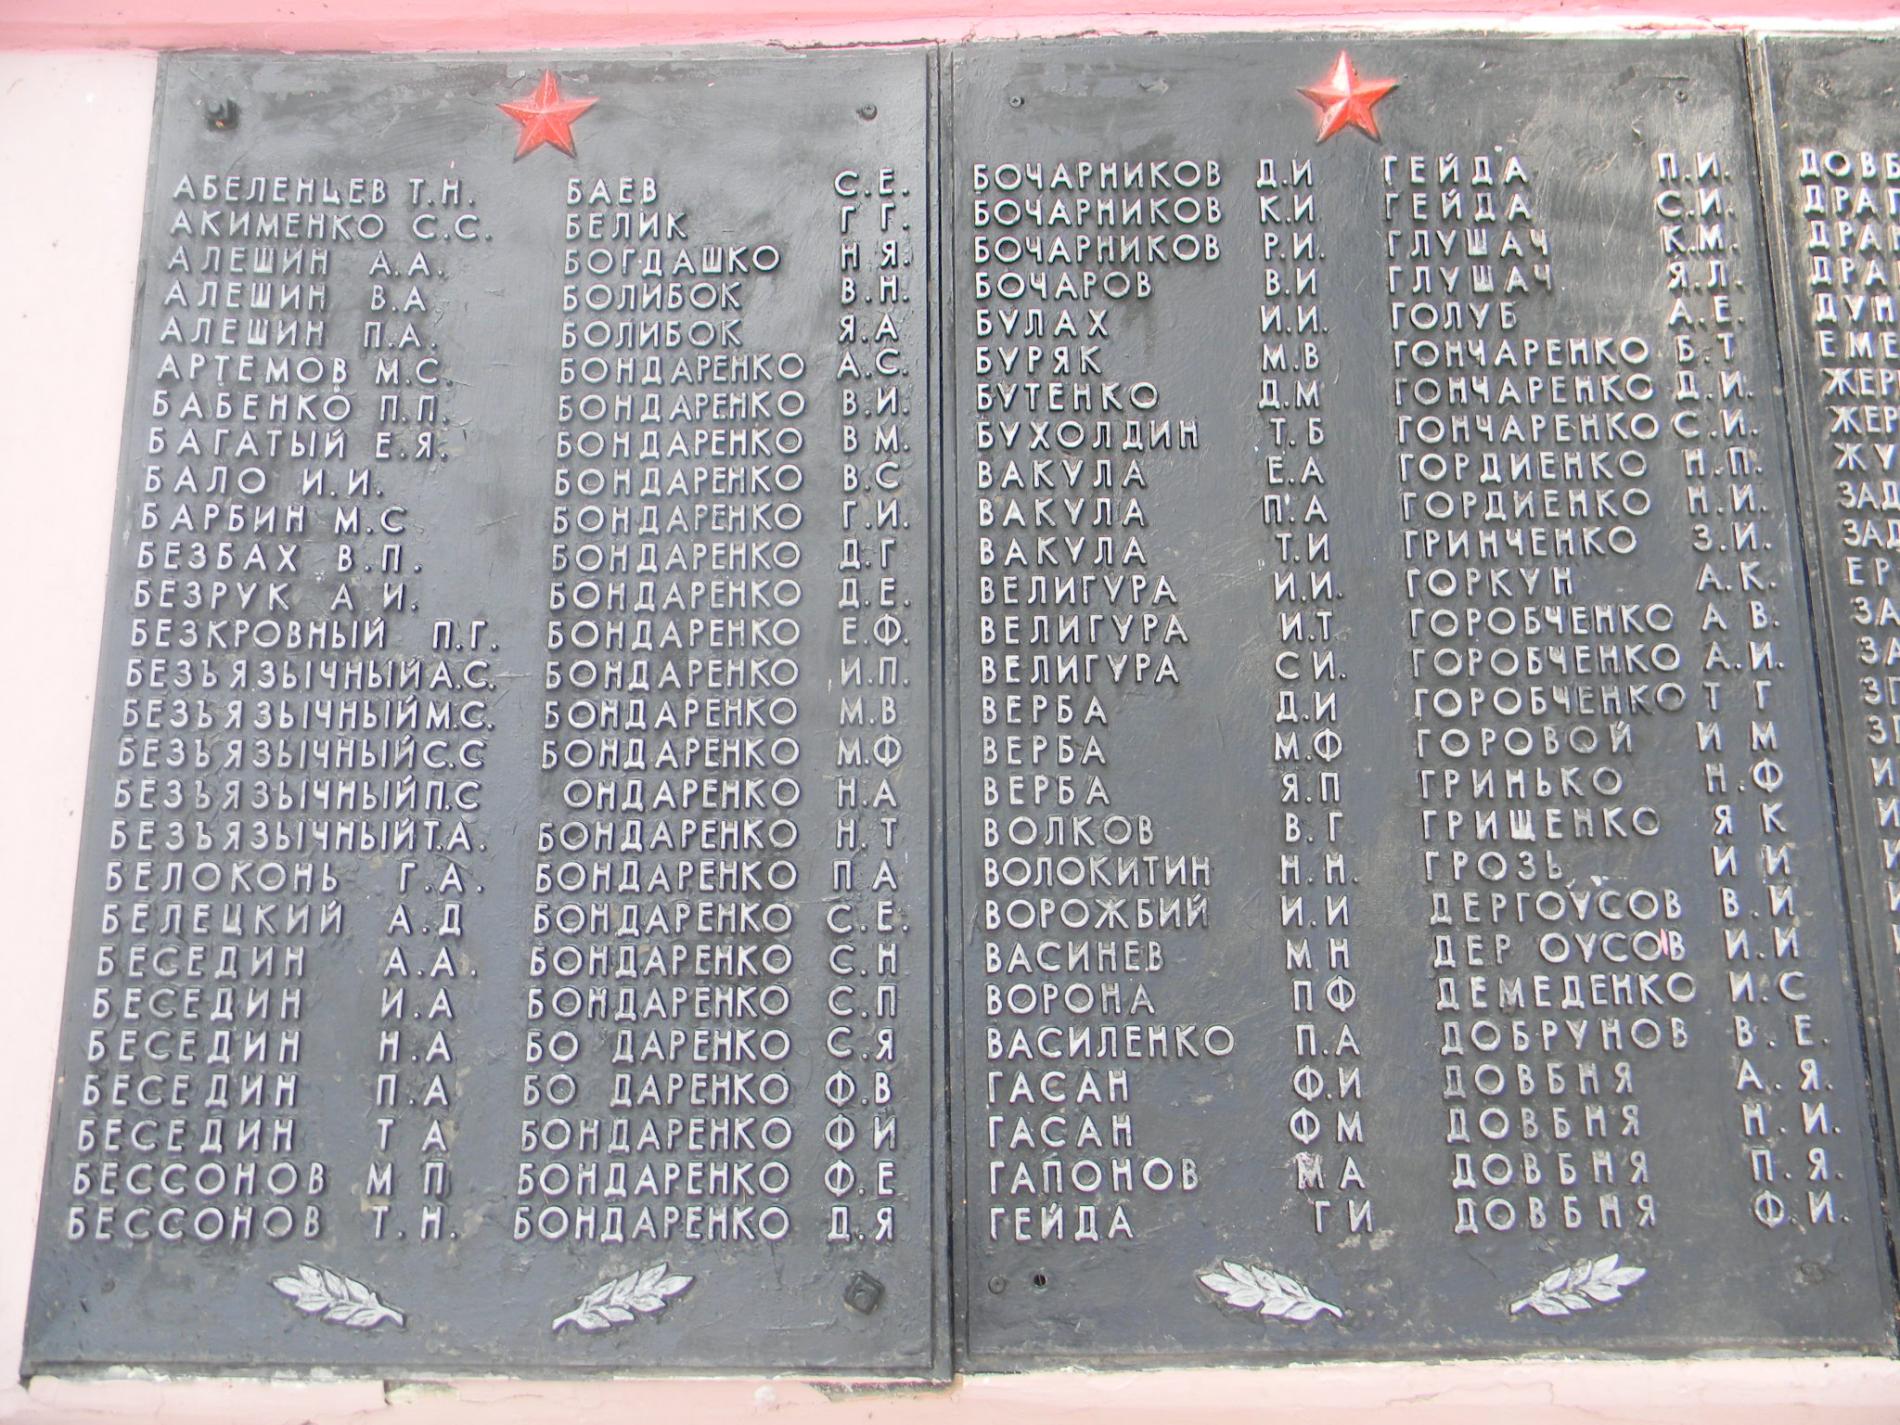 АБЕЛЕНЦЕВ Т.Н.
АКИМЕНКО С.С.
АЛЕШИН А.А.
АЛЕШИН В.А
АЛЕШИН П.А.
АРТЕМОВ М.С.
БАБЕНКО П.П.
БАГАТЫЙ Е.Я.
БАЛО И.И.
БАРБИН М.С
БЕЗБАХ В.П.
БЕЗРУК А И.
БЕЗКРОВНЫЙ П.Г.
БЕЗЪЯЗЫЧНЫЙ А.С.
БЕЗЪЯЗЫЧНЫЙ М.С.
БЕЗЪЯЗЫЧНЫЙ С.С
БЕЗЪЯЗЫЧНЫЙ П.С
БЕЗЪЯЗЫЧНЫЙ Т.А.
БЕЛОКОНЬ Г.А.
БЕЛЕЦКИЙ А.Д
БЕСЕДИН А.А.
БЕСЕДИН И.А
БЕСЕДИН Н.А
БЕСЕДИН П.А
БЕСЕДИН Т А
БЕССОНОВ М П
БЕССОНОВ Т.Н.
БАЕВ С.Е.
БЕЛИК Г Г.
БОГДАШКО Н Я.
БОЛИБОК В.Н.
БОЛИБОК Я.А
БОНДАРЕНКО А.С.
БОНДАРЕНКО В.И.
БОНДАРЕНКО В М.
БОНДАРЕНКО В.С
БОНДАРЕНКО Г.И.
БОНДАРЕНКО Д.Г
БОНДАРЕНКО Д.Е.
БОНДАРЕНКО Е.Ф.
БОНДАРЕНКО И.П.
БОНДАРЕНКО М.В
БОНДАРЕНКО М.Ф
ОНДАРЕНКО Н.А
БОНДАРЕНКО Н.Т
БОНДАРЕНКО П А
БОНДАРЕНКО С.Е.
БОНДАРЕНКО С.Н
БОНДАРЕНКО С.П
БО ДАРЕНКО С.Я
БО ДАРЕНКО Ф.В
БОНДАРЕНКО Ф И
БОНДАРЕНКО Ф.Е
БОНДАРЕНКО Д.Я
БОЧАРНИКОВ Д.И
БОЧАРНИКОВ К.И
БОЧАРНИКОВ Р.И.
БОЧАРОВ В.И
БУЛАХ И.И.
БУРЯК М.В
БУТЕНКО Д.М
БУХОЛДИН Т.Б
ВАКУЛА Е.А
ВАКУЛА П.А
ВАКУЛА Т.И
ВЕЛИГУРА И.И.
ВЕЛИГУРА И.Т
ВЕЛИГУРА С И.
ВЕРБА Д.И
ВЕРБА М.Ф
ВЕРБА Я.П
ВОЛКОВ В.Г
ВОЛОКИТИН Н.Н.
ВОРОЖБИЙ И.И
ВАСИНЕВ М Н
ВОРОНА П Ф
ВАСИЛЕНКО П.А
ГАСАН Ф.И
ГАСАН Ф М
ГАПОНОВ М А
ГЕЙДА Г И
ГЕЙДА П.И.
ГЕЙДА С.И.
ГЛУШАЧ К.М.
ГЛУШАЧ Я.Л.
ГОЛУБ А.Е.
ГОНЧАРЕНКО Б.Т
ГОНЧАРЕНКО Д.И.
ГОНЧАРЕНКО С.И.
ГОРДИЕНКО Н.П.
ГОРДИЕНКО Н.И.
ГРИНЧЕНКО З.И.
ГОРКУН А.К.
ГОРОБЧЕНКО А В.
ГОРОБЧЕНКО А.И.
ГОРОБЧЕНКО Т Г
ГОРОВОЙ И М
ГРИНЬКО Н.Ф
ГРИЩЕНКО Я К
ГРОЗЬ И И
ДЕРГОУСОВ В.И
ДЕР ОУСОВ И.И
ДЕМЕДЕНКО И.С
ДОБРУНОВ В.Е.
ДОВБНЯ А.Я.
ДОВБНЯ Н.И.
ДОВБНЯ П.Я.
ДОВБНЯ Ф.И.